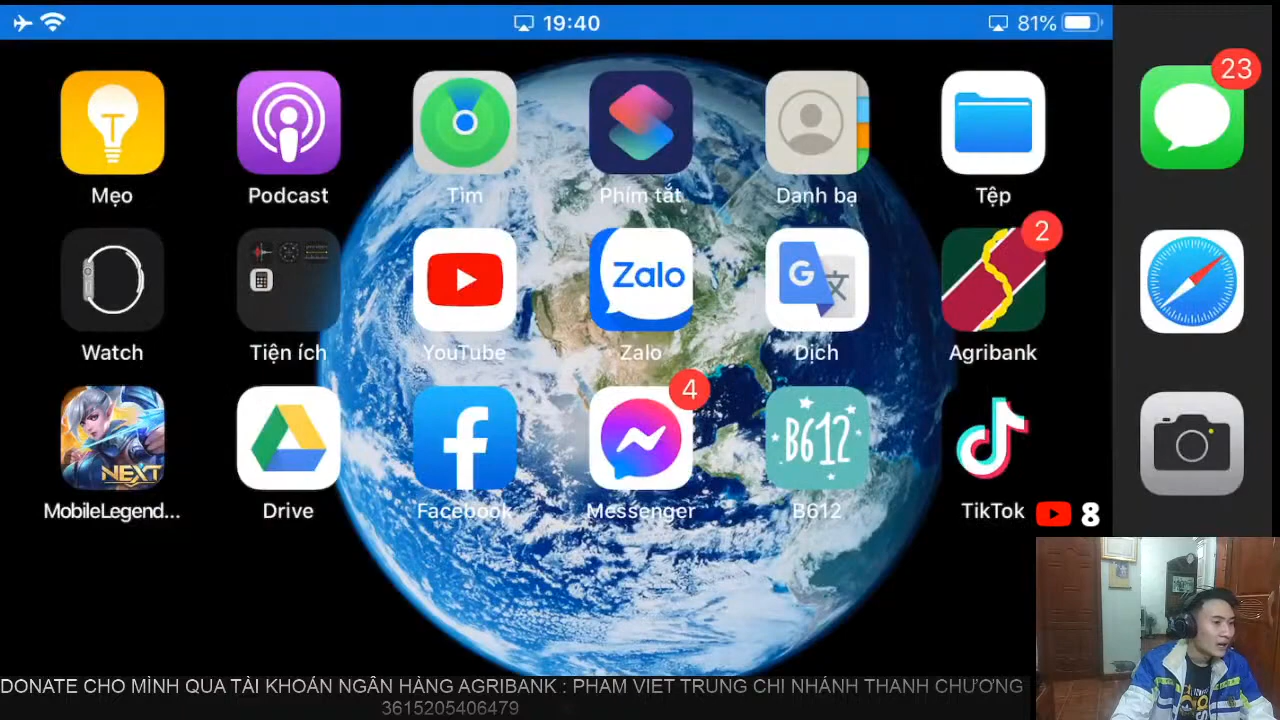 19:40
81%
23
Mẹo
Podcast
Tìm
Phím tắt
Danh bạ
Tệp
Zalo
G
2
Watch
Tiện ích
YouTube
Zalo
Dịch
Agribank
NEXT
4
B612
MobileLegend...
Drive
Facebook
Messenger
B612
TikTok
8
DONATE CHO MÌNH QUA TÀI KHOẢN NGÂN HÀNG AGRIBANK : PHAM VIET TRUNG CHI NHÁNH THANH CHƯƠNG
3615205406479